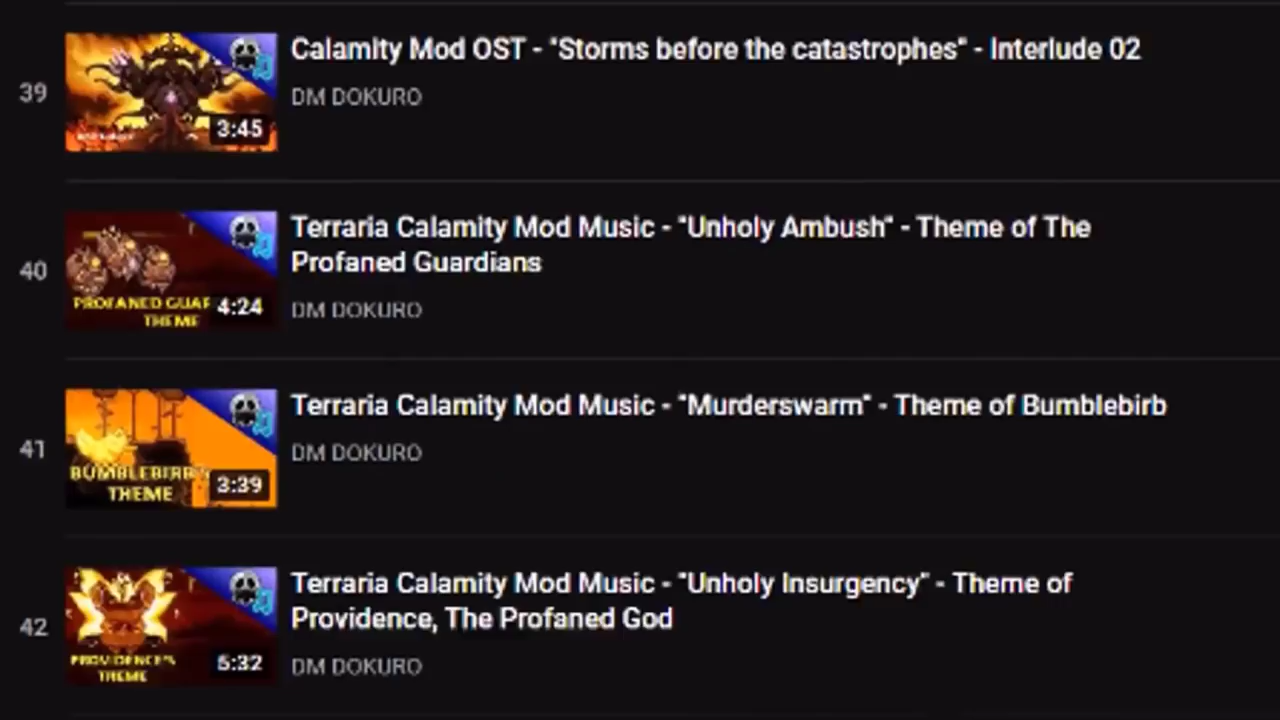 39
3:45
Calamity Mod OST - "Storms before the catastrophes" - Interlude 02
DM DOKURO
40
PROFANED GUAR
THEME
4:24
Terraria Calamity Mod Music - "Unholy Ambush" - Theme of The
Profaned Guardians
DM DOKURO
41
BUMBLEBIRB'S
THEME
3:39
Terraria Calamity Mod Music - "Murderswarm" - Theme of Bumblebirb
DM DOKURO
42
PROVIDENCE'S
THEME
5:32
Terraria Calamity Mod Music - "Unholy Insurgency" - Theme of
Providence, The Profaned God
DM DOKURO